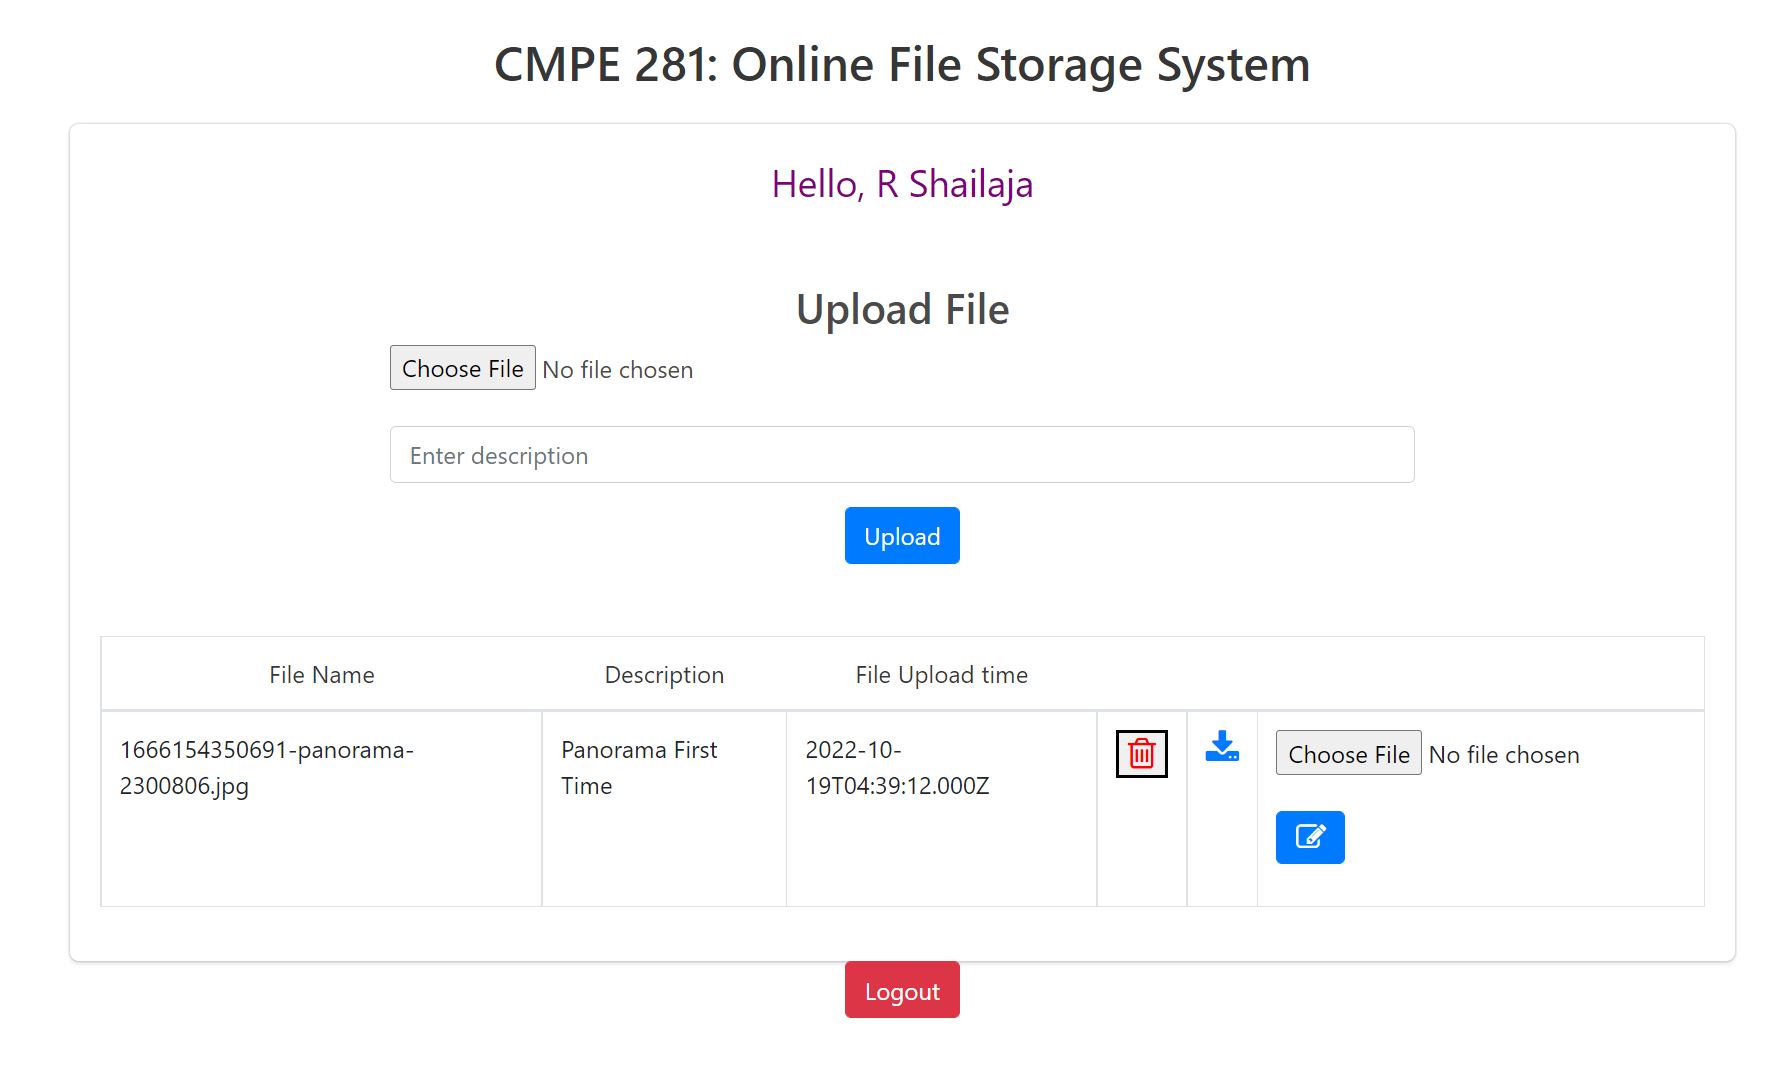 CMPE 281: Online File Storage System
Hello, R Shailaja
Upload File
Choose File No file chosen
Enter description
Upload
File Name Description File Upload time
1666154350691-panorama-
2300806.jpg
Panorama First
Time
2022-10-
19T04:39:12.000Z
Choose File No file chosen
Logout